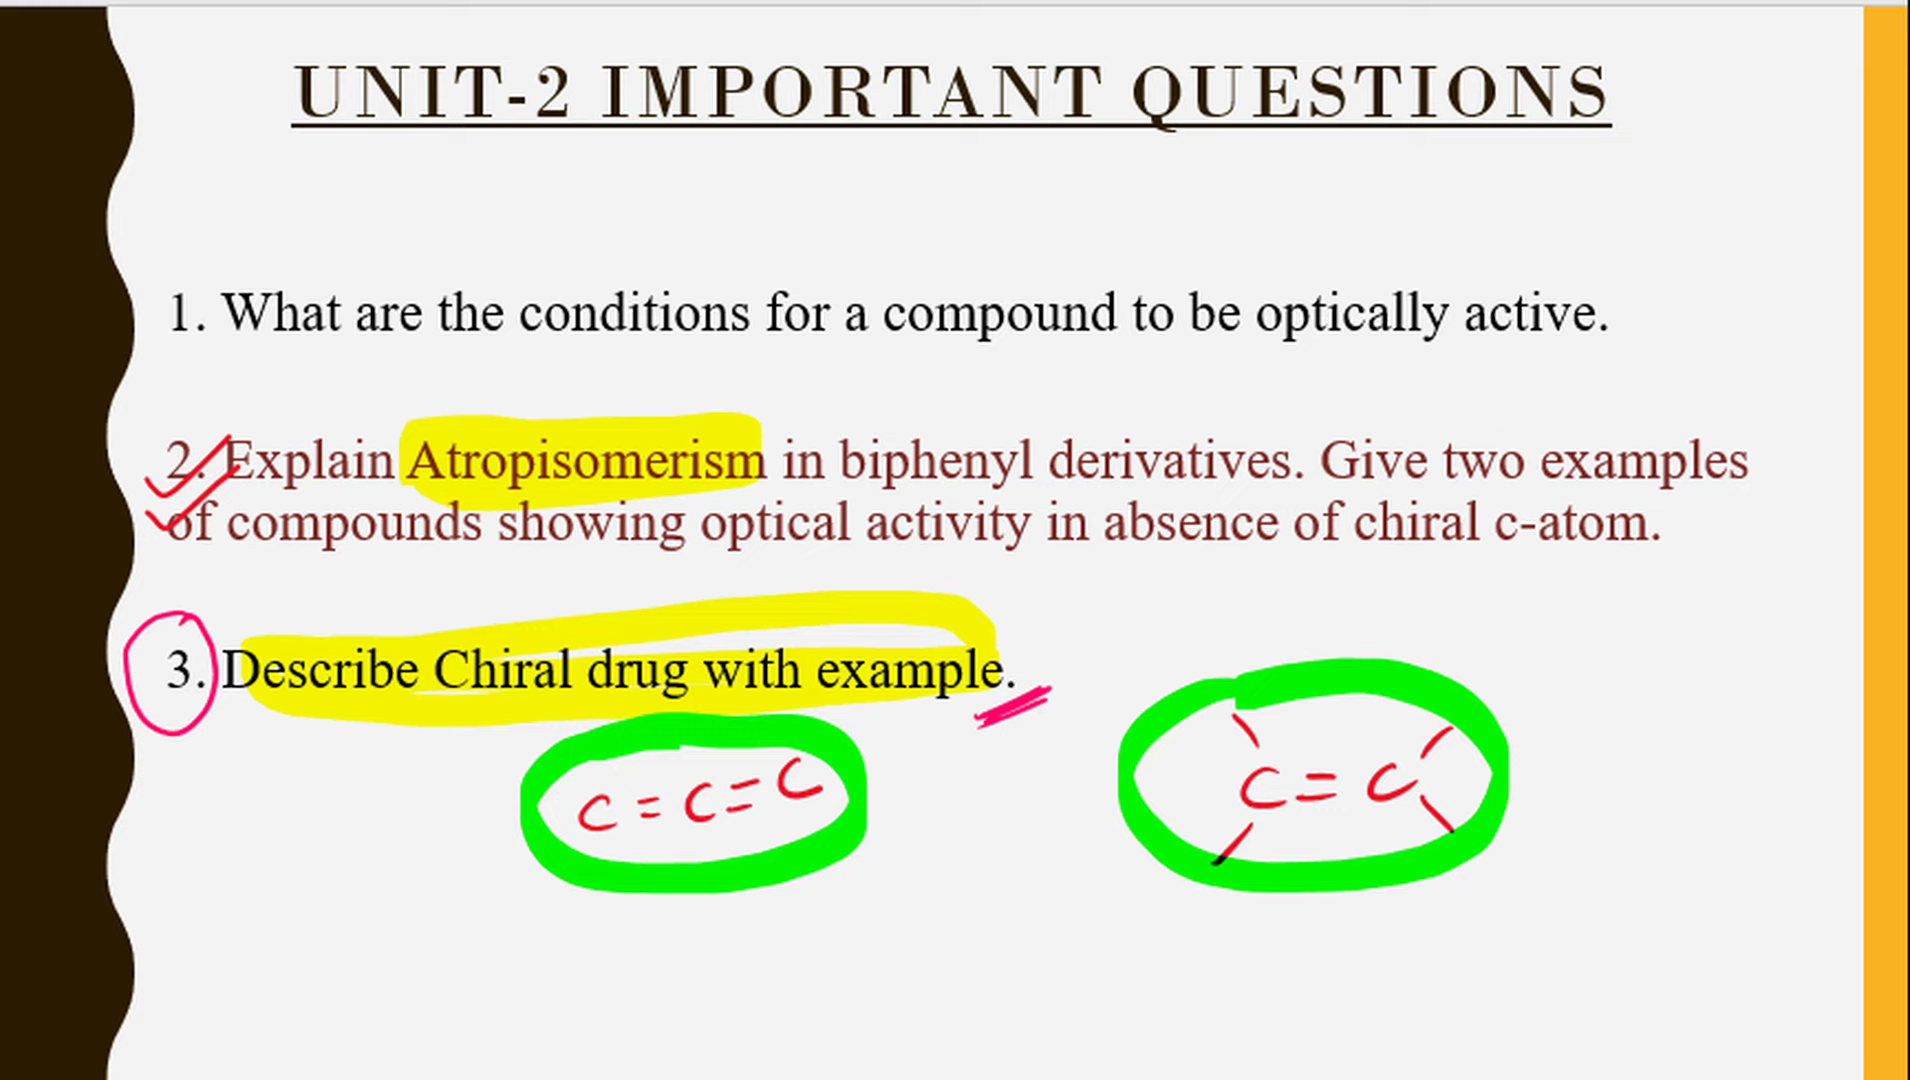 UNIT-2 IMPORTANT QUESTIONS
1. What are the conditions for a compound to be optically active.
2. Explain Atropisomerism in biphenyl derivatives. Give two examples
of compounds showing optical activity in absence of chiral c-atom.
3. Describe Chiral drug with example.
C = C = C
C = C